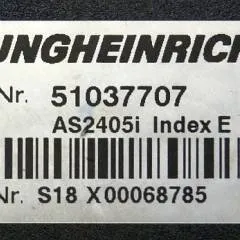 UNGHEINRICH
Nr. 51037707
AS2405i Index E
Nr. S18 X00068785